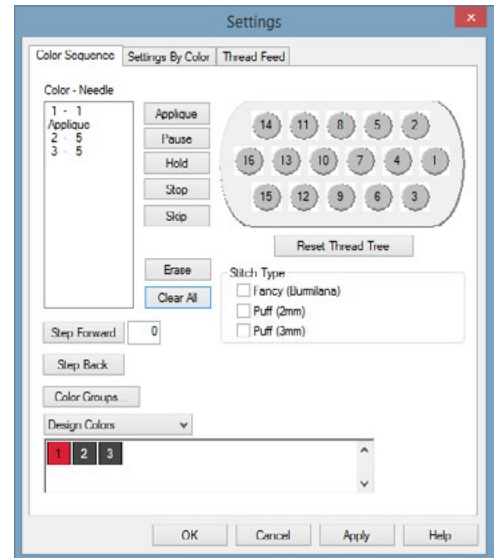 Settings
Color Sequence Settings By Color Thread Feed
Color - Needle
1 - 1
Applique
2 - 5
3 - 5
Applique
Pause
Hold
Stop
Skip
Erase
Clear All
14 11 8 5 2
16 13 10 7 4 1
15 12 9 6 3
Reset Thread Tree
Stitch Type
Fancy (Burmilana)
Puff (2mm)
Puff (3mm)
Step Forward 0
Step Back
Color Groups...
Design Colors
1 2 3
OK Cancel Apply Help